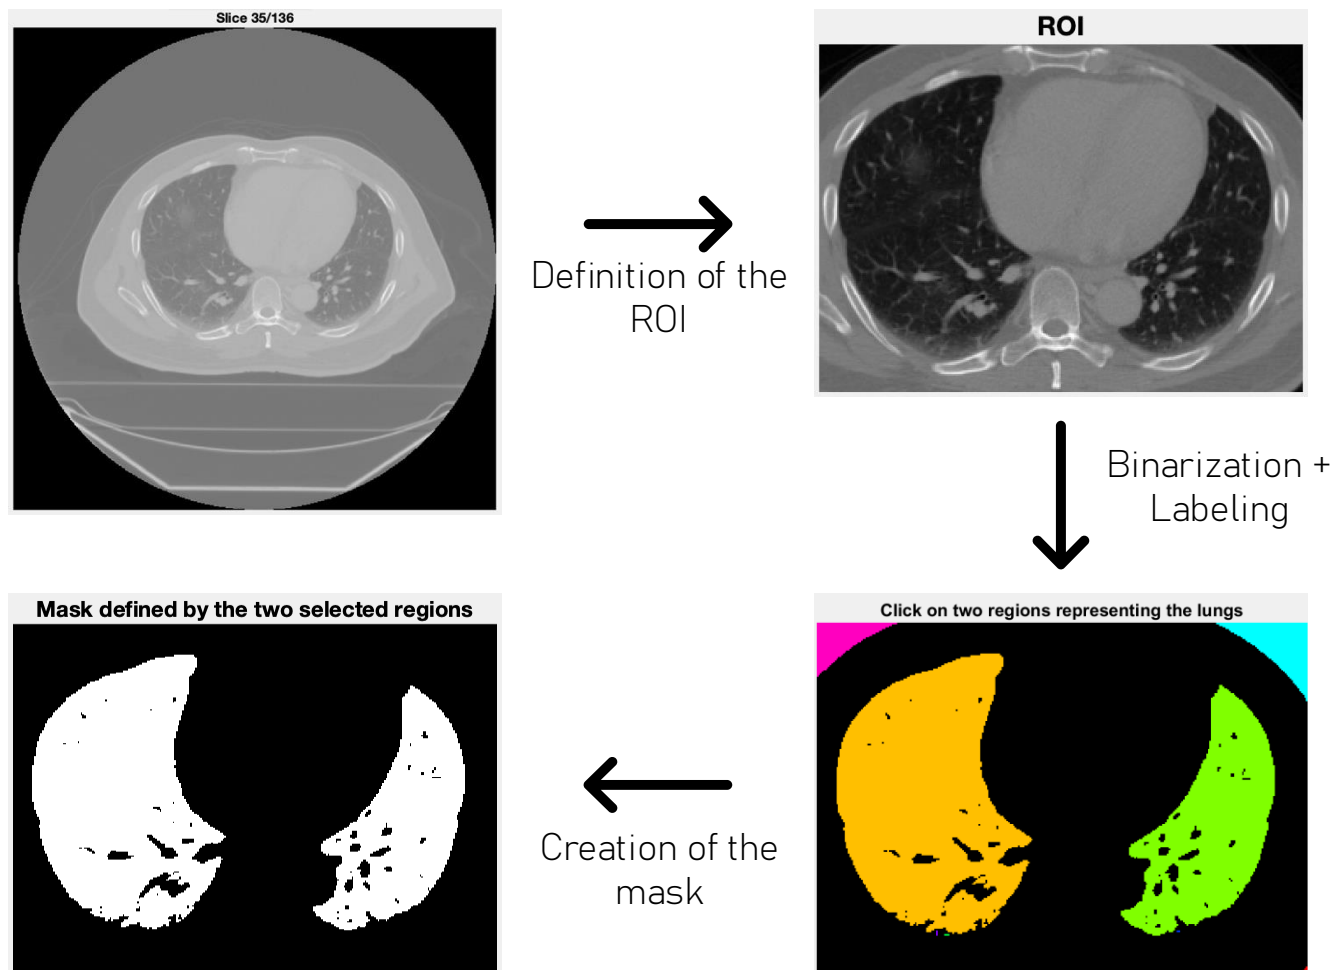 Slice 35/136
ROI
Definition of the
ROI
Binarization +
Labeling
Click on two regions representing the lungs
Creation of the
mask
Mask defined by the two selected regions